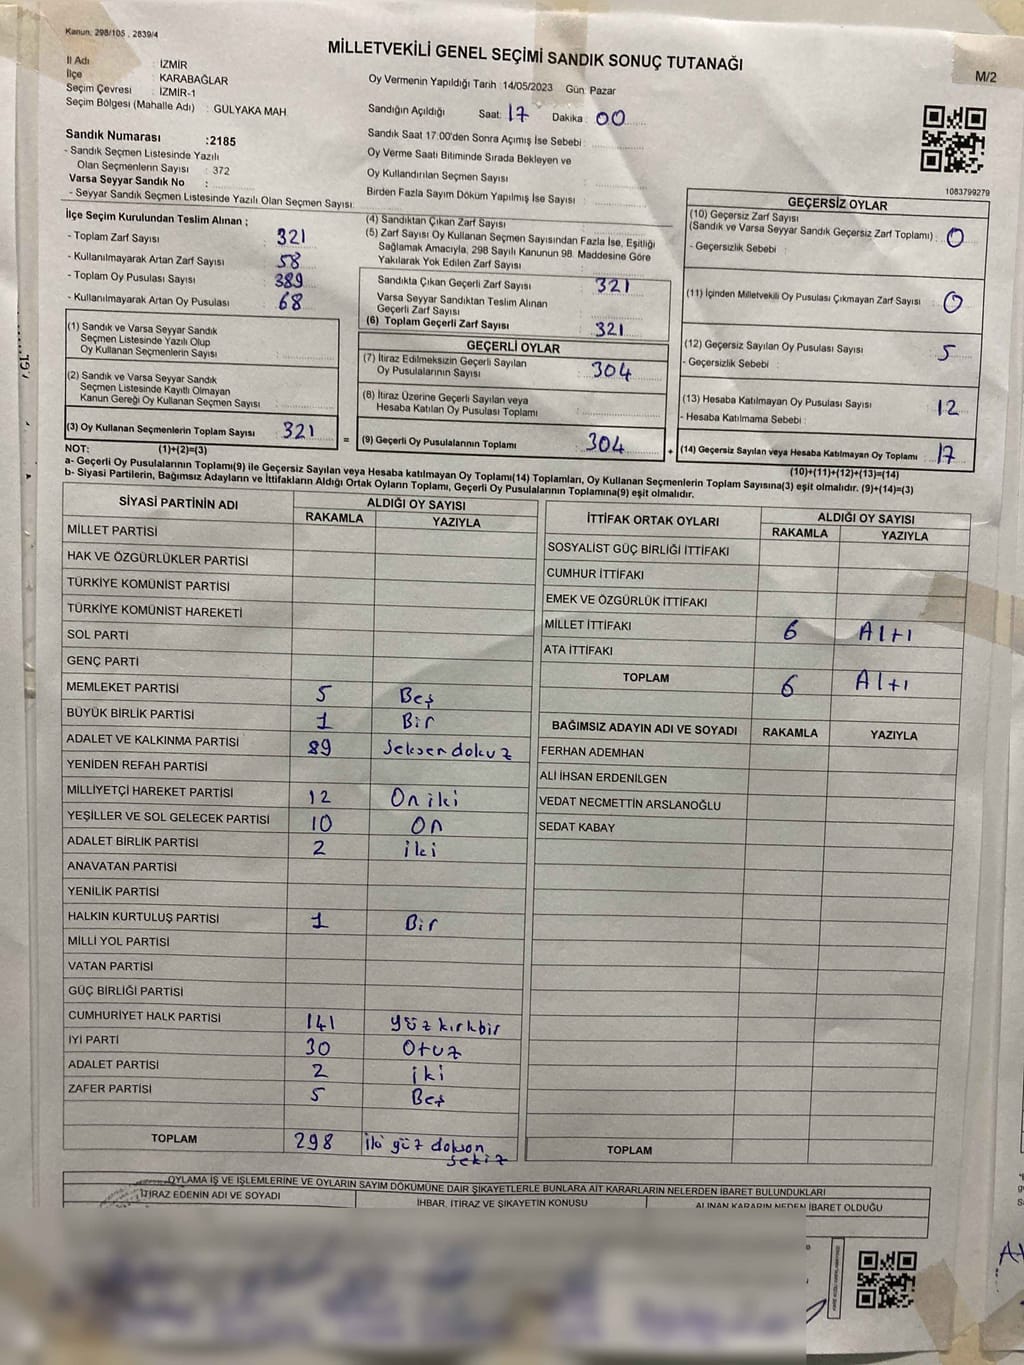 Kanun: 298/105 , 2839/4
MİLLETVEKİLİ GENEL SEÇİMİ SANDIK SONUÇ TUTANAĞI
M/2
İl Adı : İZMİR
İlçe : KARABAĞLAR
Seçim Çevresi : İZMİR-1
Seçim Bölgesi (Mahalle Adı) : GÜLYAKA MAH
Sandık Numarası :2185
- Sandık Seçmen Listesinde Yazılı
Olan Seçmenlerin Sayısı : 372
Varsa Seyyar Sandık No :
- Seyyar Sandık Seçmen Listesinde Yazılı Olan Seçmen Sayısı:
Oy Vermenin Yapıldığı Tarih :14/05/2023 Gün: Pazar
Sandığın Açıldığı Saat: 17 Dakika : 00
Sandık Saat 17:00'den Sonra Açımış İse Sebebi :
Oy Verme Saati Bitiminde Sırada Bekleyen ve
Oy Kullandırılan Seçmen Sayısı :
Birden Fazla Sayım Döküm Yapılmış İse Sayısı :
1083799279
İlçe Seçim Kurulundan Teslim Alınan ;
- Toplam Zarf Sayısı : 321
- Kullanılmayarak Artan Zarf Sayısı : 58
- Toplam Oy Pusulası Sayısı : 389
- Kullanılmayarak Artan Oy Pusulası : 68
(1) Sandık ve Varsa Seyyar Sandık
Seçmen Listesinde Yazılı Olup
Oy Kullanan Seçmenlerin Sayısı :
(2) Sandık ve Varsa Seyyar Sandık
Seçmen Listesinde Kayıtlı Olmayan
Kanun Gereği Oy Kullanan Seçmen Sayısı :
(3) Oy Kullanan Seçmenlerin Toplam Sayısı : 321
(1)+(2)=(3)
(4) Sandıktan Çıkan Zarf Sayısı :
(5) Zarf Sayısı Oy Kullanan Seçmen Sayısından Fazla İse, Eşitliği
Sağlamak Amacıyla, 298 Sayılı Kanunun 98. Maddesine Göre
Yakılarak Yok Edilen Zarf Sayısı :
Sandıkta Çıkan Geçerli Zarf Sayısı : 321
Varsa Seyyar Sandıktan Teslim Alınan
Geçerli Zarf Sayısı :
(6) Toplam Geçerli Zarf Sayısı : 321
GEÇERLİ OYLAR
(7) İtiraz Edilmeksizin Geçerli Sayılan
Oy Pusulalarının Sayısı : 304
(8) İtiraz Üzerine Geçerli Sayılan veya
Hesaba Katılan Oy Pusulası Toplamı :
= (9) Geçerli Oy Pusulalarının Toplamı : 304
GEÇERSİZ OYLAR
(10) Geçersiz Zarf Sayısı
(Sandık ve Varsa Seyyar Sandık Geçersiz Zarf Toplamı) : 0
- Geçersizlik Sebebi :
(11) İçinden Milletvekili Oy Pusulası Çıkmayan Zarf Sayısı : 0
(12) Geçersiz Sayılan Oy Pusulası Sayısı : 5
- Geçersizlik Sebebi :
(13) Hesaba Katılmayan Oy Pusulası Sayısı : 12
- Hesaba Katılmama Sebebi :
+ (14) Geçersiz Sayılan veya Hesaba Katılmayan Oy Toplamı : 17
(10)+(11)+(12)+(13)=(14)
NOT:
a- Geçerli Oy Pusulalarının Toplamı(9) ile Geçersiz Sayılan veya Hesaba katılmayan Oy Toplamı(14) Toplamları, Oy Kullanan Seçmenlerin Toplam Sayısına(3) eşit olmalıdır. (9)+(14)=(3)
b- Siyasi Partilerin, Bağımsız Adayların ve İttifakların Aldığı Ortak Oyların Toplamı, Geçerli Oy Pusulalarının Toplamına(9) eşit olmalıdır.
SİYASİ PARTİNİN ADI ALDIĞI OY SAYISI
RAKAMLA YAZIYLA
MİLLET PARTİSİ
HAK VE ÖZGÜRLÜKLER PARTİSİ
TÜRKİYE KOMÜNİST PARTİSİ
TÜRKİYE KOMÜNİST HAREKETİ
SOL PARTİ
GENÇ PARTİ
MEMLEKET PARTİSİ 5 Beş
BÜYÜK BİRLİK PARTİSİ 1 Bir
ADALET VE KALKINMA PARTİSİ 89 seksen dokuz
YENİDEN REFAH PARTİSİ
MİLLİYETÇİ HAREKET PARTİSİ 12 On iki
YEŞİLLER VE SOL GELECEK PARTİSİ 10 On
ADALET BİRLİK PARTİSİ 2 iki
ANAVATAN PARTİSİ
YENİLİK PARTİSİ
HALKIN KURTULUŞ PARTİSİ 1 Bir
MİLLİ YOL PARTİSİ
VATAN PARTİSİ
GÜÇ BİRLİĞİ PARTİSİ
CUMHURİYET HALK PARTİSİ 141 yüz kırkbir
İYİ PARTİ 30 Otuz
ADALET PARTİSİ 2 iki
ZAFER PARTİSİ 5 Beş
TOPLAM 298 iki yüz doksan
sekiz
İTTİFAK ORTAK OYLARI ALDIĞI OY SAYISI
RAKAMLA YAZIYLA
SOSYALİST GÜÇ BİRLİĞİ İTTİFAKI
CUMHUR İTTİFAKI
EMEK VE ÖZGÜRLÜK İTTİFAKI
MİLLET İTTİFAKI 6 Altı
ATA İTTİFAKI
TOPLAM 6 Altı
BAĞIMSIZ ADAYIN ADI VE SOYADI RAKAMLA YAZIYLA
FERHAN ADEMHAN
ALİ İHSAN ERDENİLGEN
VEDAT NECMETTİN ARSLANOĞLU
SEDAT KABAY
TOPLAM
OYLAMA İŞ VE İŞLEMLERİNE VE OYLARIN SAYIM DÖKÜMÜNE DAİR ŞİKAYETLERLE BUNLARA AİT KARARLARIN NELERDEN İBARET BULUNDUKLARI
İTİRAZ EDENİN ADI VE SOYADI İHBAR, İTİRAZ VE ŞİKAYETİN KONUSU ALINAN KARARIN NEDEN İBARET OLDUĞU